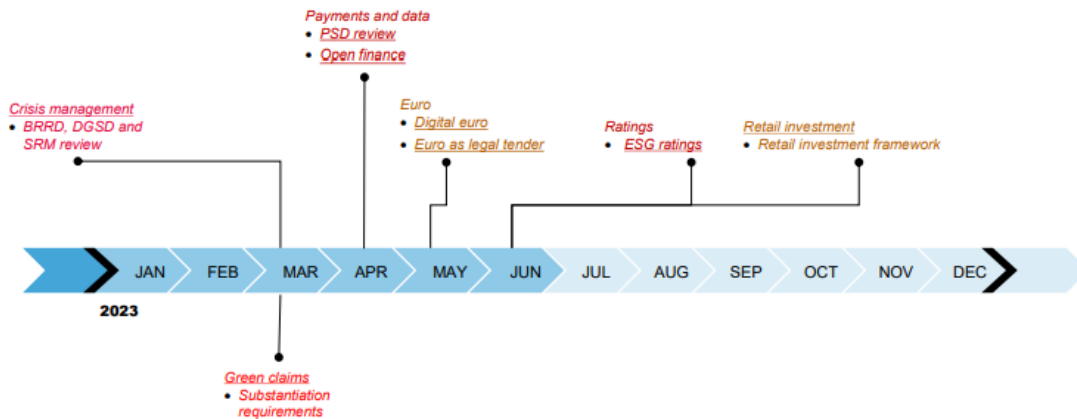 Payments and data
• PSD review
• Open finance
Crisis management
• BRRD, DGSD and
SRM review
Euro
• Digital euro
• Euro as legal tender
Ratings
• ESG ratings
Retail investment
• Retail investment framework
JAN FEB MAR APR MAY JUN JUL AUG SEP OCT NOV DEC
2023
Green claims
• Substantiation
requirements